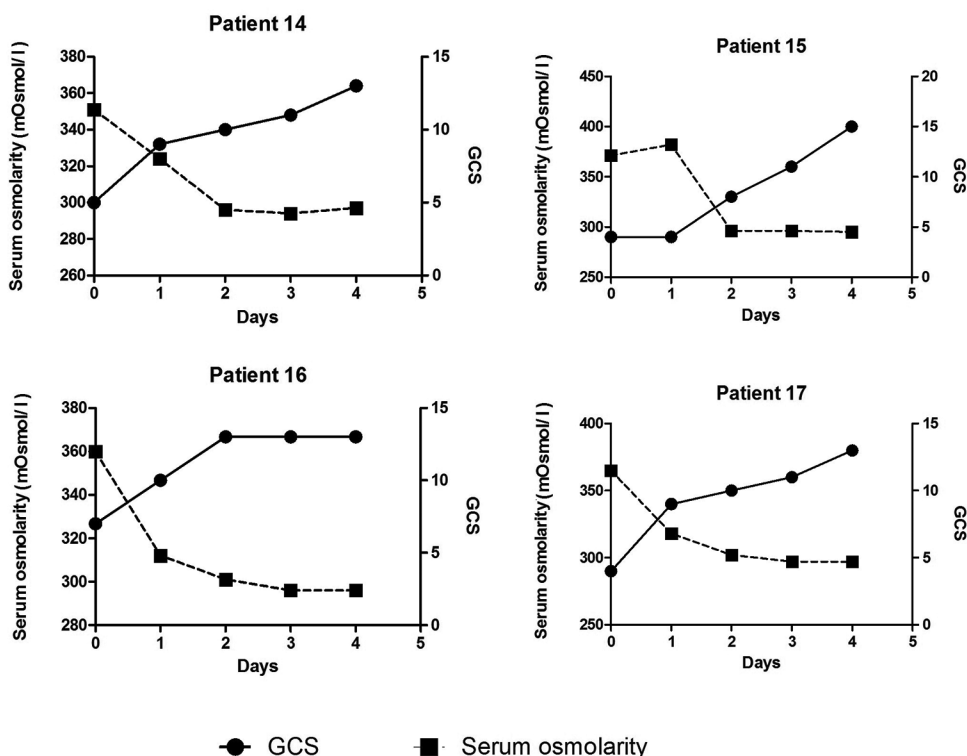 Patient 14
Serum osmolarity (mOsmol/ l)
380
360
340
320
300
280
260
15
10
5
0
GCS
0 1 2 3 4 5
Days
Patient 15
Serum osmolarity (mOsmol/ l)
450
400
350
300
250
20
15
10
5
0
GCS
0 1 2 3 4 5
Days
Patient 16
Serum osmolarity (mOsmol/ l)
380
360
340
320
300
280
15
10
5
0
GCS
0 1 2 3 4 5
Days
Patient 17
Serum osmolarity (mOsmol/ l)
400
350
300
250
15
10
5
0
GCS
0 1 2 3 4 5
Days
GCS Serum osmolarity